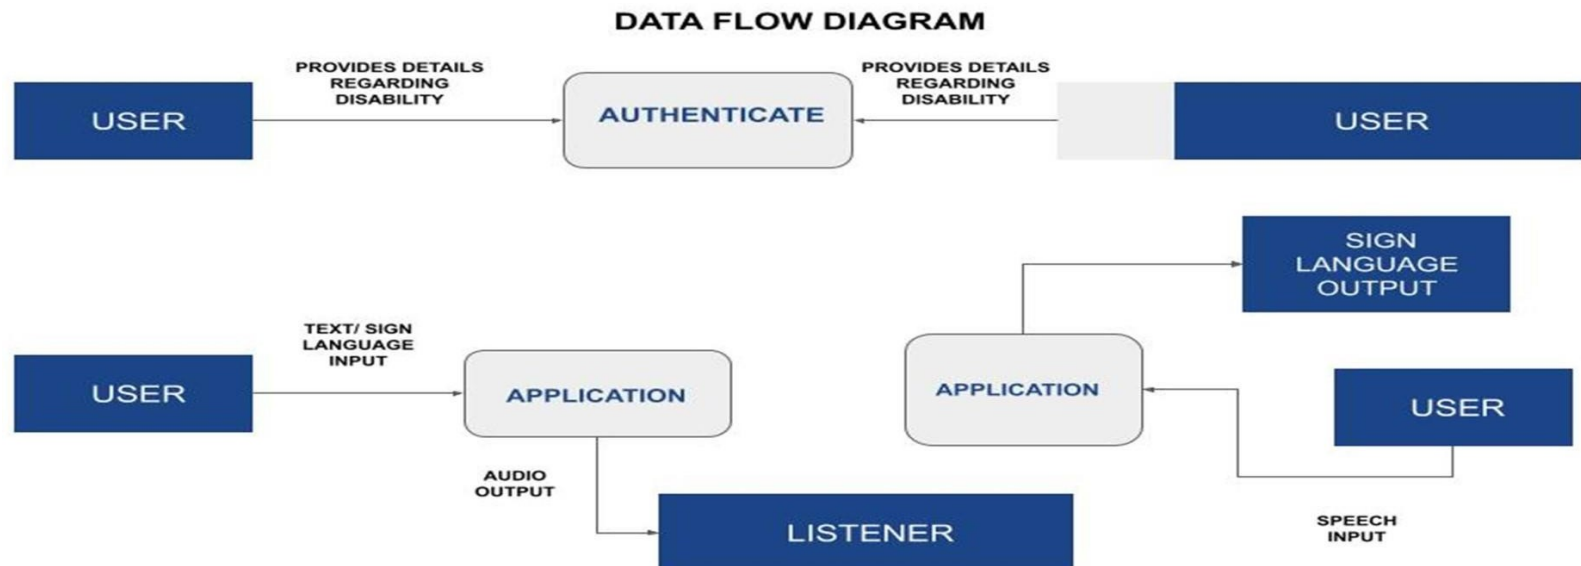 DATA FLOW DIAGRAM
PROVIDES DETAILS
REGARDING
DISABILITY
PROVIDES DETAILS
REGARDING
DISABILITY
USER
AUTHENTICATE
USER
SIGN
LANGUAGE
OUTPUT
TEXT/ SIGN
LANGUAGE
INPUT
USER
APPLICATION
APPLICATION
USER
AUDIO
OUTPUT
LISTENER
SPEECH
INPUT